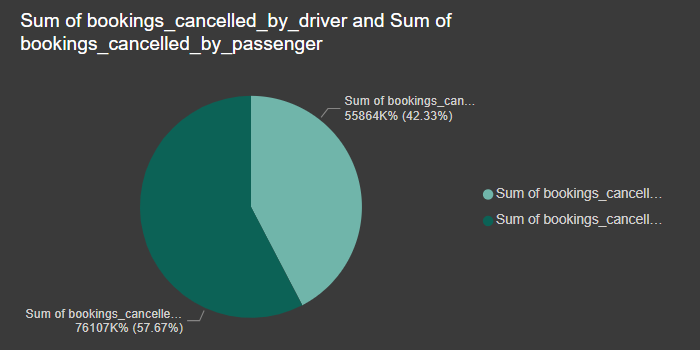 Sum of bookings_cancelled_by_driver and Sum of
bookings_cancelled_by_passenger
Sum of bookings_can…
55864K% (42.33%)
Sum of bookings_cancell…
Sum of bookings_cancell…
Sum of bookings_cancelle…
76107K% (57.67%)